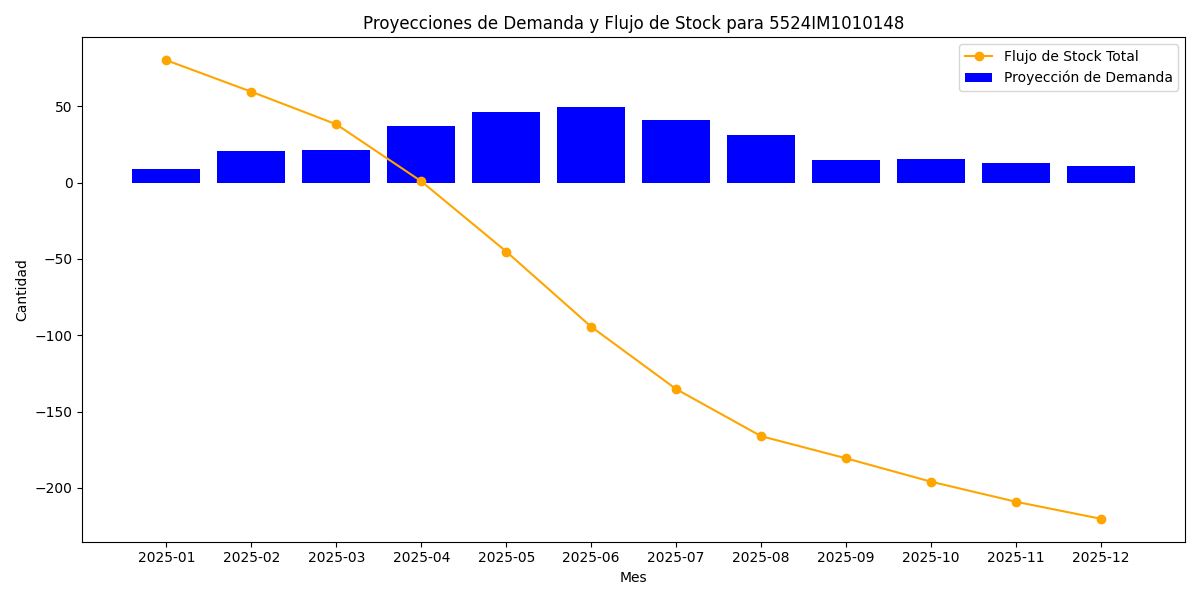 Proyecciones de Demanda y Flujo de Stock para 5524IM1010148
Flujo de Stock Total
Proyección de Demanda
Cantidad
50
0
−50
−100
−150
−200
2025-01 2025-02 2025-03 2025-04 2025-05 2025-06 2025-07 2025-08 2025-09 2025-10 2025-11 2025-12
Mes